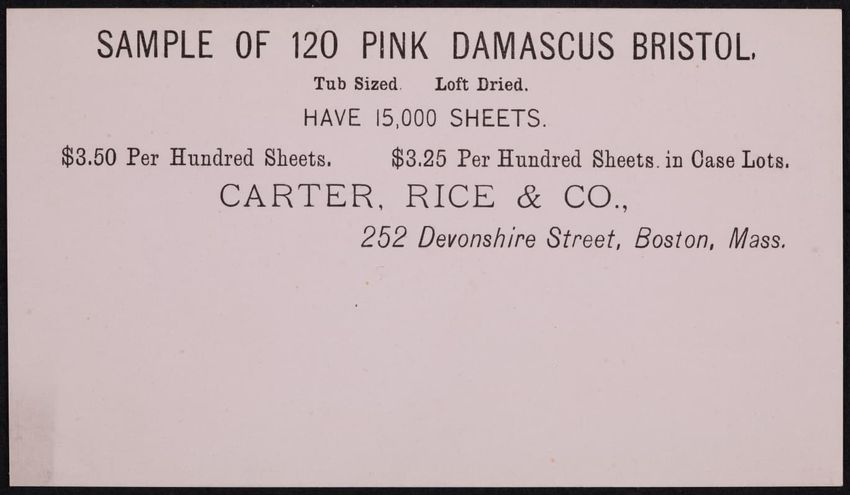 SAMPLE OF 120 PINK DAMASCUS BRISTOL.
Tub Sized. Loft Dried.
HAVE 15,000 SHEETS.
$3.50 Per Hundred Sheets. $3.25 Per Hundred Sheets. in Case Lots.
CARTER, RICE & CO.,
252 Devonshire Street, Boston, Mass.